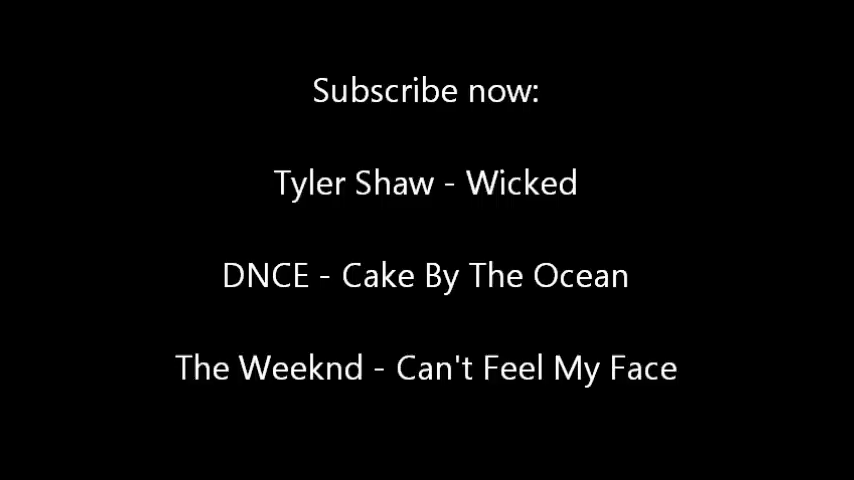 Subscribe now:
Tyler Shaw - Wicked
DNCE - Cake By The Ocean
The Weeknd - Can't Feel My Face